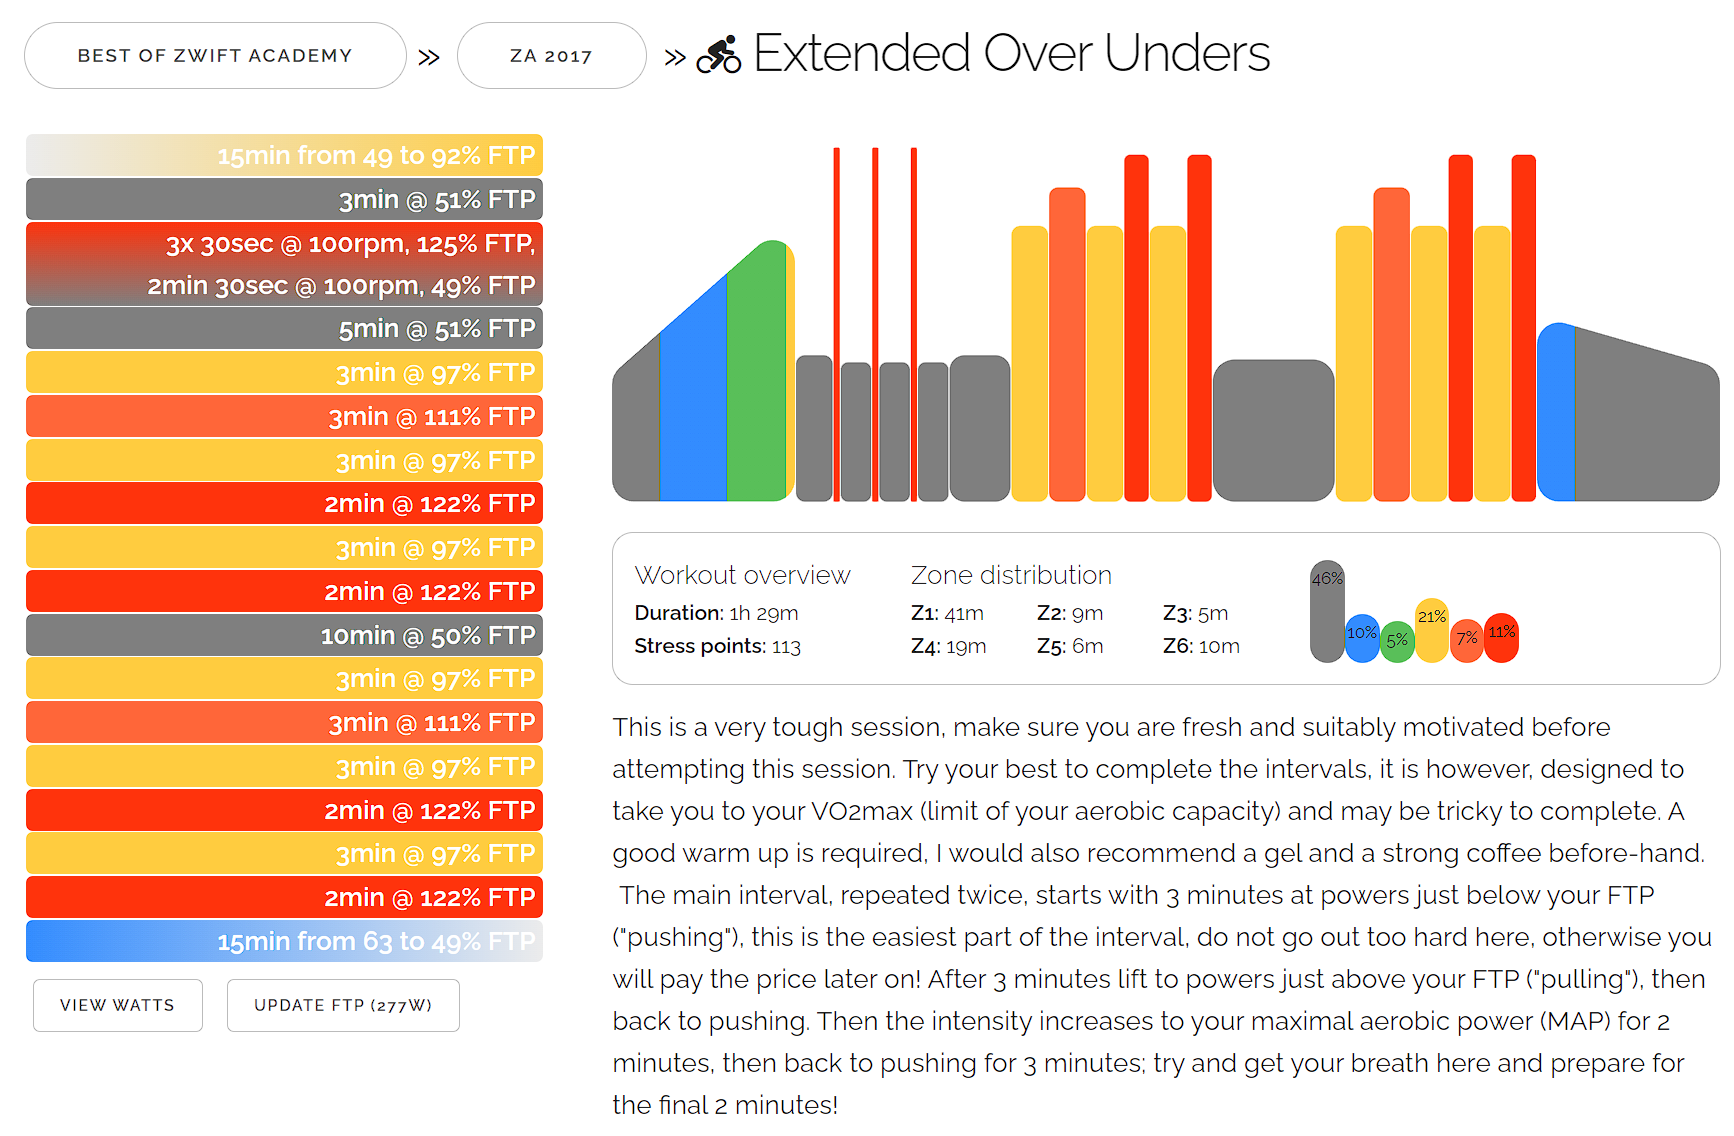 BEST OF ZWIFT ACADEMY » ZA 2017 » Extended Over Unders
15min from 49 to 92% FTP
3min @ 51% FTP
3x 30sec @ 100rpm, 125% FTP,
2min 30sec @ 100rpm, 49% FTP
5min @ 51% FTP
3min @ 97% FTP
3min @ 111% FTP
3min @ 97% FTP
2min @ 122% FTP
3min @ 97% FTP
2min @ 122% FTP
10min @ 50% FTP
3min @ 97% FTP
3min @ 111% FTP
3min @ 97% FTP
2min @ 122% FTP
3min @ 97% FTP
2min @ 122% FTP
15min from 63 to 49% FTP
VIEW WATTS
UPDATE FTP (277W)
Workout overview
Duration: 1h 29m
Stress points: 113
Zone distribution
Z1: 41m Z2: 9m Z3: 5m
Z4: 19m Z5: 6m Z6: 10m
46% 10% 5% 21% 7% 11%
This is a very tough session, make sure you are fresh and suitably motivated before
attempting this session. Try your best to complete the intervals, it is however, designed to
take you to your VO2max (limit of your aerobic capacity) and may be tricky to complete. A
good warm up is required, I would also recommend a gel and a strong coffee before-hand.
The main interval, repeated twice, starts with 3 minutes at powers just below your FTP
("pushing"), this is the easiest part of the interval, do not go out too hard here, otherwise you
will pay the price later on! After 3 minutes lift to powers just above your FTP ("pulling"), then
back to pushing. Then the intensity increases to your maximal aerobic power (MAP) for 2
minutes, then back to pushing for 3 minutes; try and get your breath here and prepare for
the final 2 minutes!